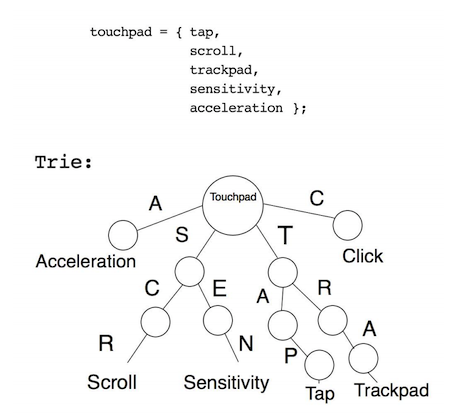 touchpad = { tap,
scroll,
trackpad,
sensitivity,
acceleration };
Trie:
Touchpad
A
C
S
T
Acceleration
Click
C
E
A
R
R
N
P
A
Scroll
Sensitivity
Tap
Trackpad